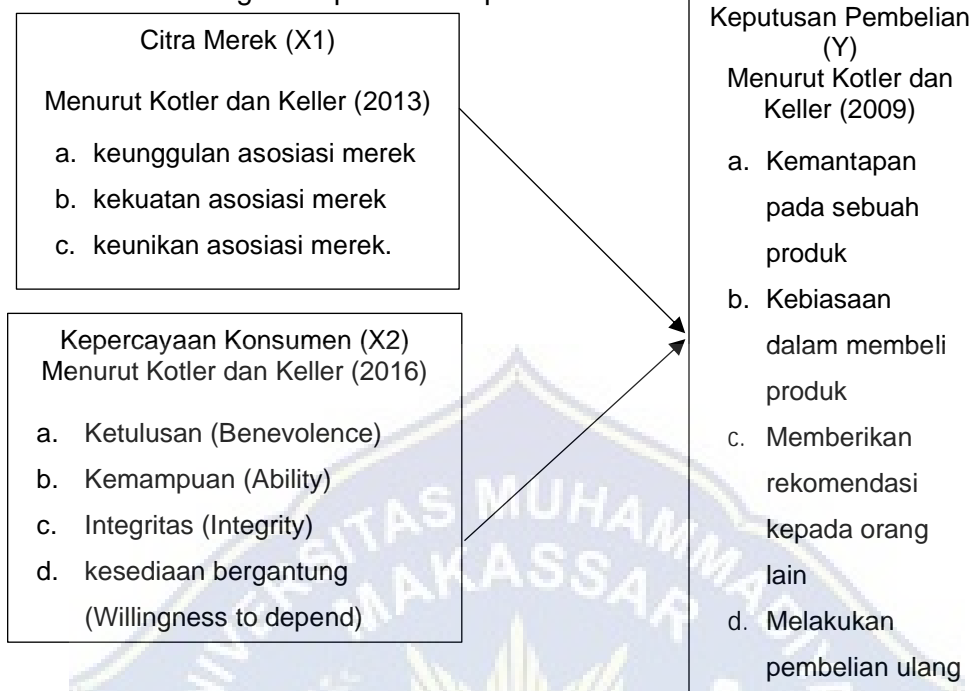 Citra Merek (X1)
Menurut Kotler dan Keller (2013)
a. keunggulan asosiasi merek
b. kekuatan asosiasi merek
c. keunikan asosiasi merek.
Kepercayaan Konsumen (X2)
Menurut Kotler dan Keller (2016)
a. Ketulusan (Benevolence)
b. Kemampuan (Ability)
c. Integritas (Integrity)
d. kesediaan bergantung
(Willingness to depend)
Keputusan Pembelian
(Y)
Menurut Kotler dan
Keller (2009)
a. Kemantapan
pada sebuah
produk
b. Kebiasaan
dalam membeli
produk
c. Memberikan
rekomendasi
kepada orang
lain
d. Melakukan
pembelian ulang
MAKASSAR